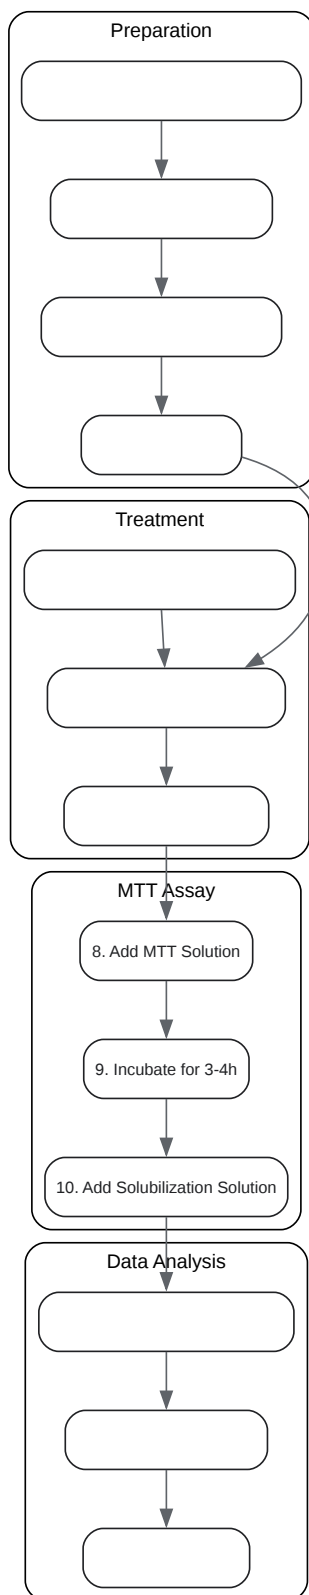 Preparation
Treatment
MTT Assay
8. Add MTT Solution
9. Incubate for 3-4h
10. Add Solubilization Solution
Data Analysis